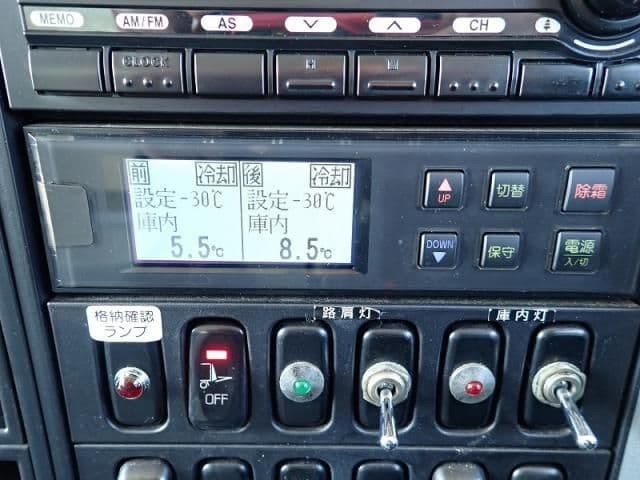 MEMO AM/FM AS CH
CLOCK
前 冷却 後 冷却
設定-30℃ 設定-30℃
庫内 庫内
5.5℃ 8.5℃
UP 切替 除霜
DOWN 保守 電源
入/切
格納確認
ランプ
路肩灯 庫内灯
OFF